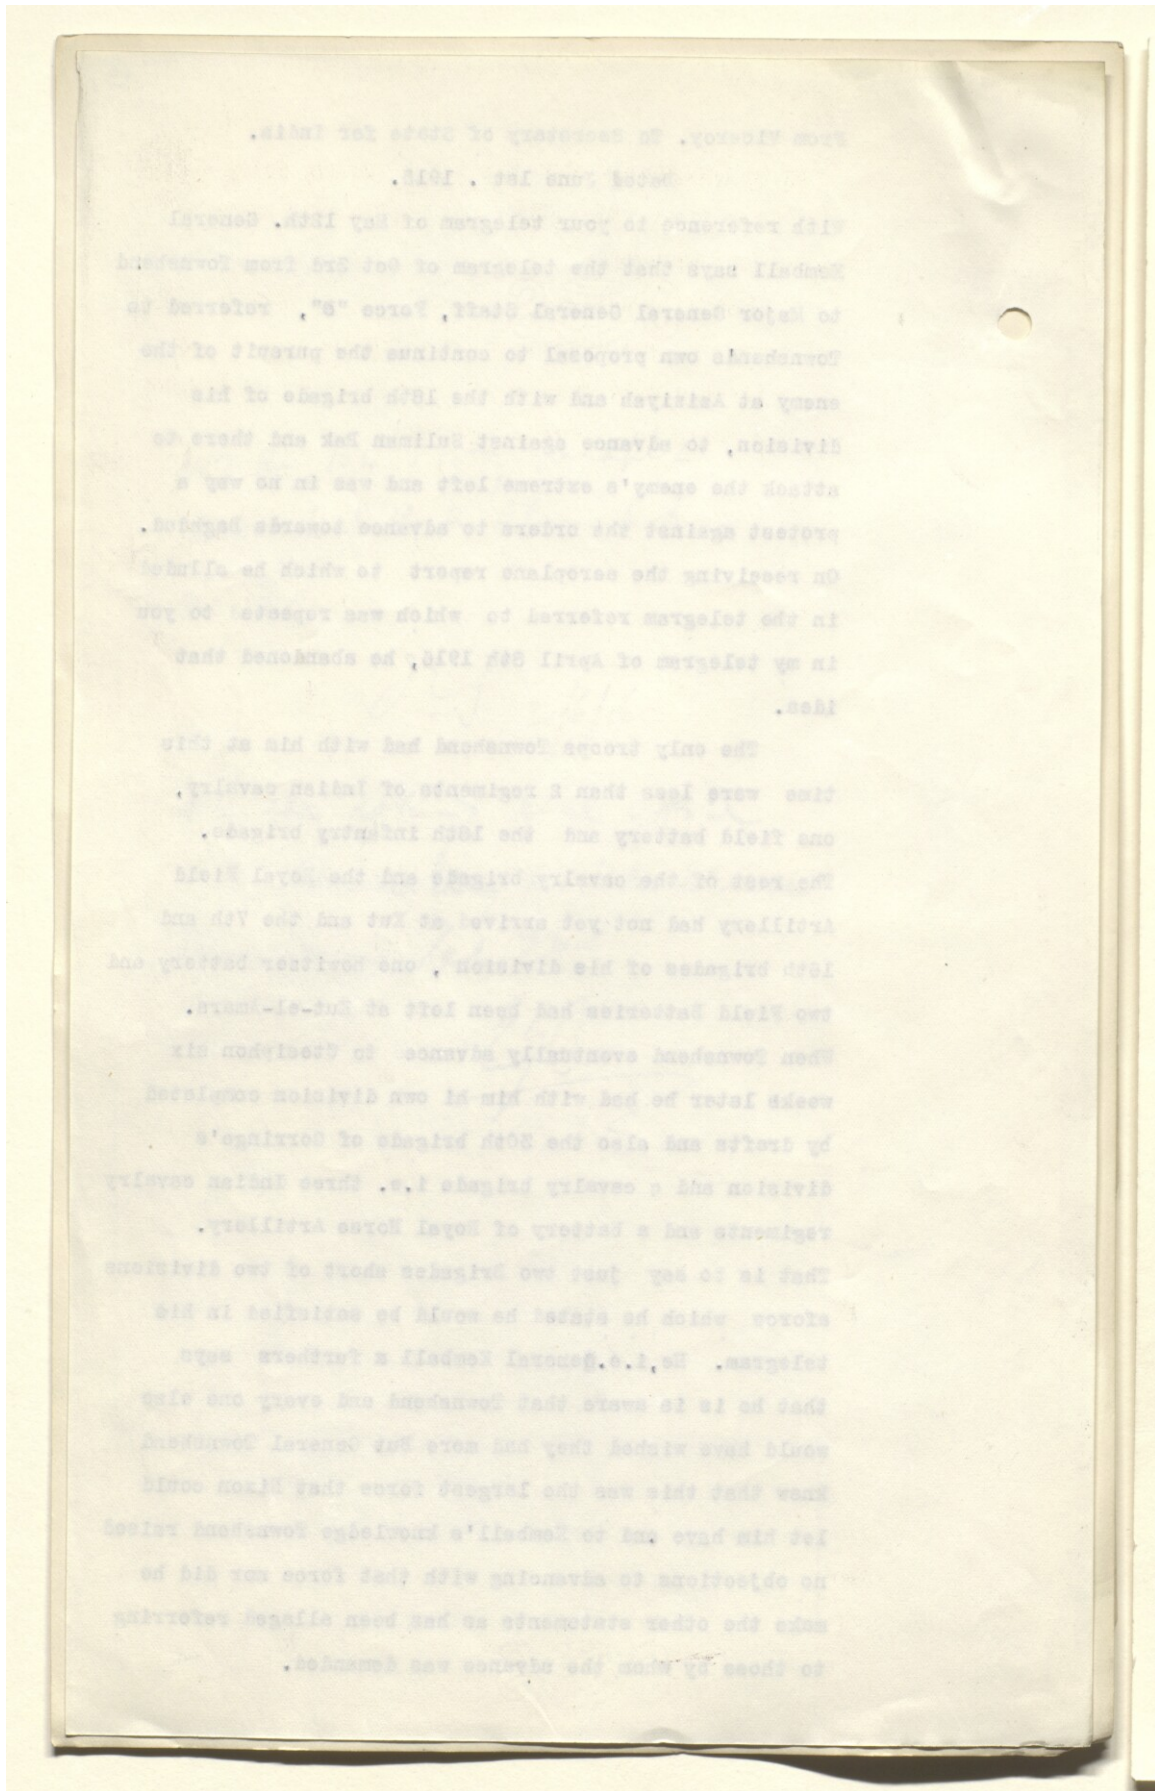 From Viceroy. To Secretary of State for India.
Dated June 1st . 1916.
With reference to your telegram of May 12th. General
Kemball says that the telegram of Oct 3rd from Townshend
to Major General General Staff, Force "D", referred to
Townshends own proposal to continue the pursuit of the
enemy at Aziziyah and with the 18th brigade of his
division, to advance against Suliman Pak and there to
attack the enemy's extreme left and was in no way a
protest against the orders to advance towards Baghdad.
On receiving the aeroplane report to which he alluded
in the telegram referred to which was repeated to you
in my telegram of April 8th 1916, he abandoned that
idea.
The only troops Townshend had with him at this
time were less than 2 regiments of Indian cavalry,
one field battery and the 18th infantry brigade.
The rest of the cavalry brigade and the Royal Field
Artillery had not yet arrived at Kut and the 7th and
16th brigades of his division , one howitzer battery and
two Field Batteries had been left at Kut-el-Amara.
When Townshend eventually advance to Ctesiphon six
weeks later he had with him hi own division completed
by drafts and also the 30th brigade of Gorringe's
division and a cavalry brigade i.e. three Indian cavalry
regiments and a battery of Royal Horse Artillery.
That is to say just two brigades short of two divisions
aforce which he stated he would be satisfied in his
telegram. He,i.e.General Kemball x furthers says
that he is is aware that Townshend and every one else
would have wished they had more but General Townshend
knew that this was the largest force that Nixon could
let him have and to Kemball's knowledge Townshend raised
no objections to advancing with that force nor did he
make the other statements as has been alleged referring
to those by whom the advance was demanded.